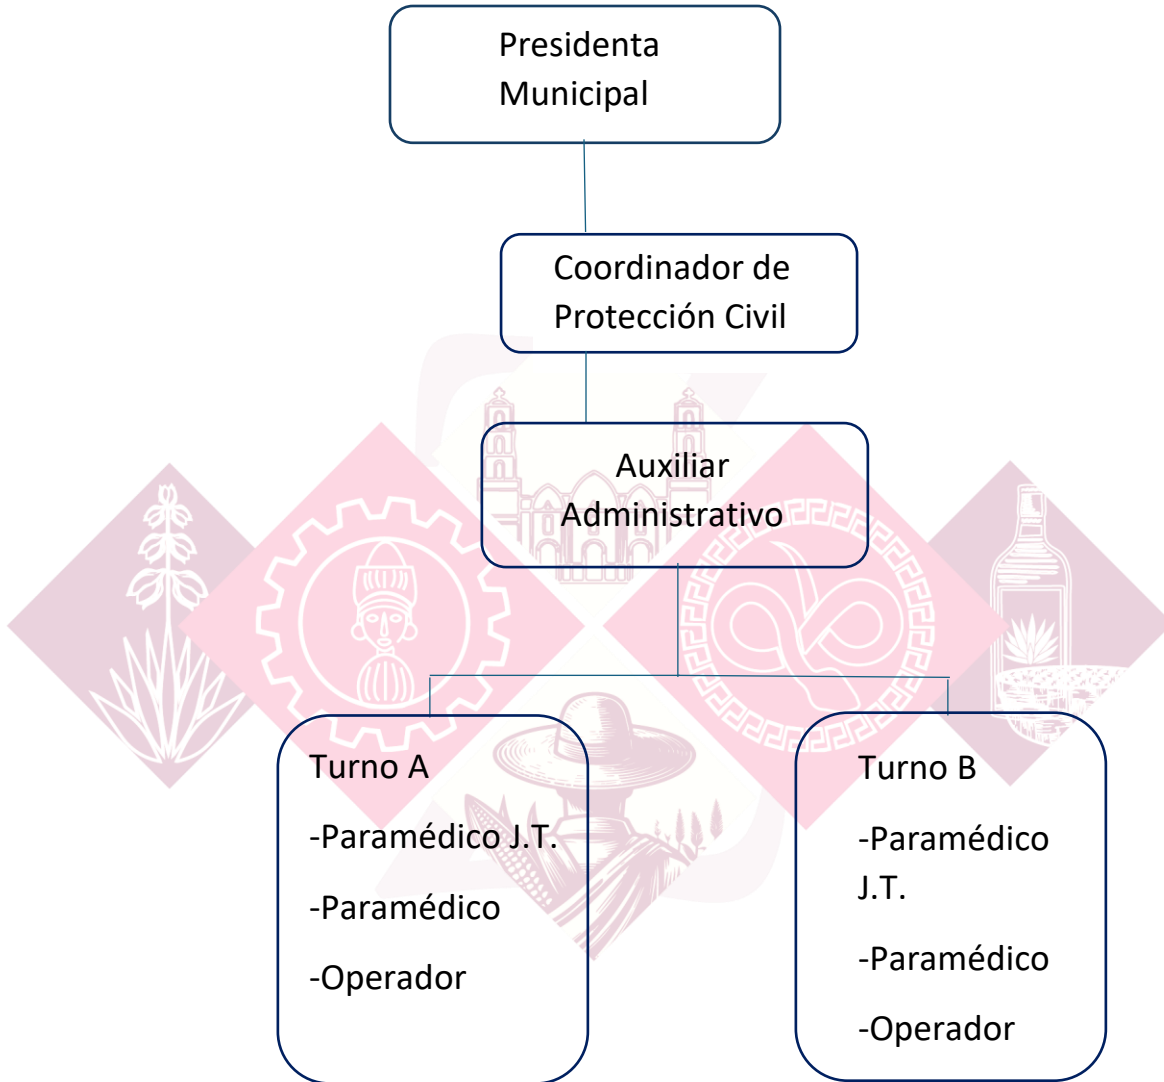 Presidenta
Municipal
Coordinador de
Protección Civil
Auxiliar
Administrativo
Turno A
-Paramédico J.T.
-Paramédico
-Operador
Turno B
-Paramédico
J.T.
-Paramédico
-Operador